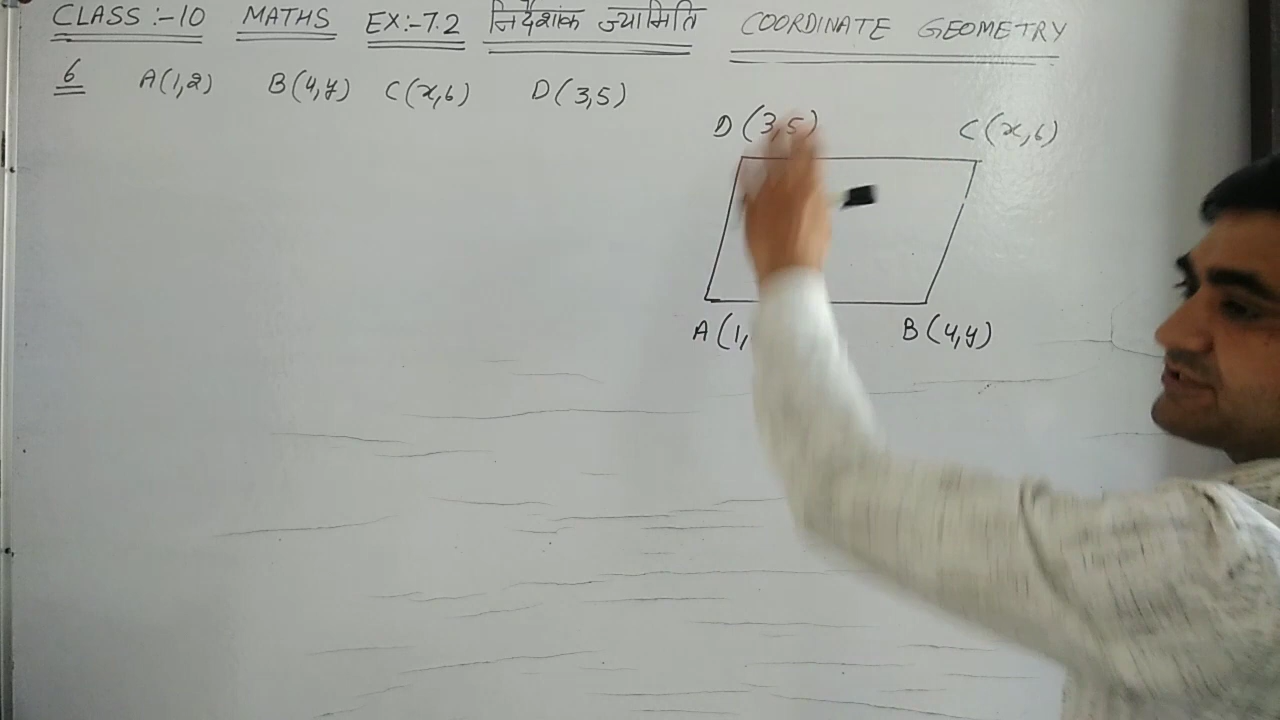 CLASS :- 10 MATHS EX:-7.2 निर्देशांक ज्यामिति COORDINATE GEOMETRY
6 A(1,2) B(4,y) C(x,6) D(3,5)
D(3,5) C(x,6)
A(1, B(4,y)